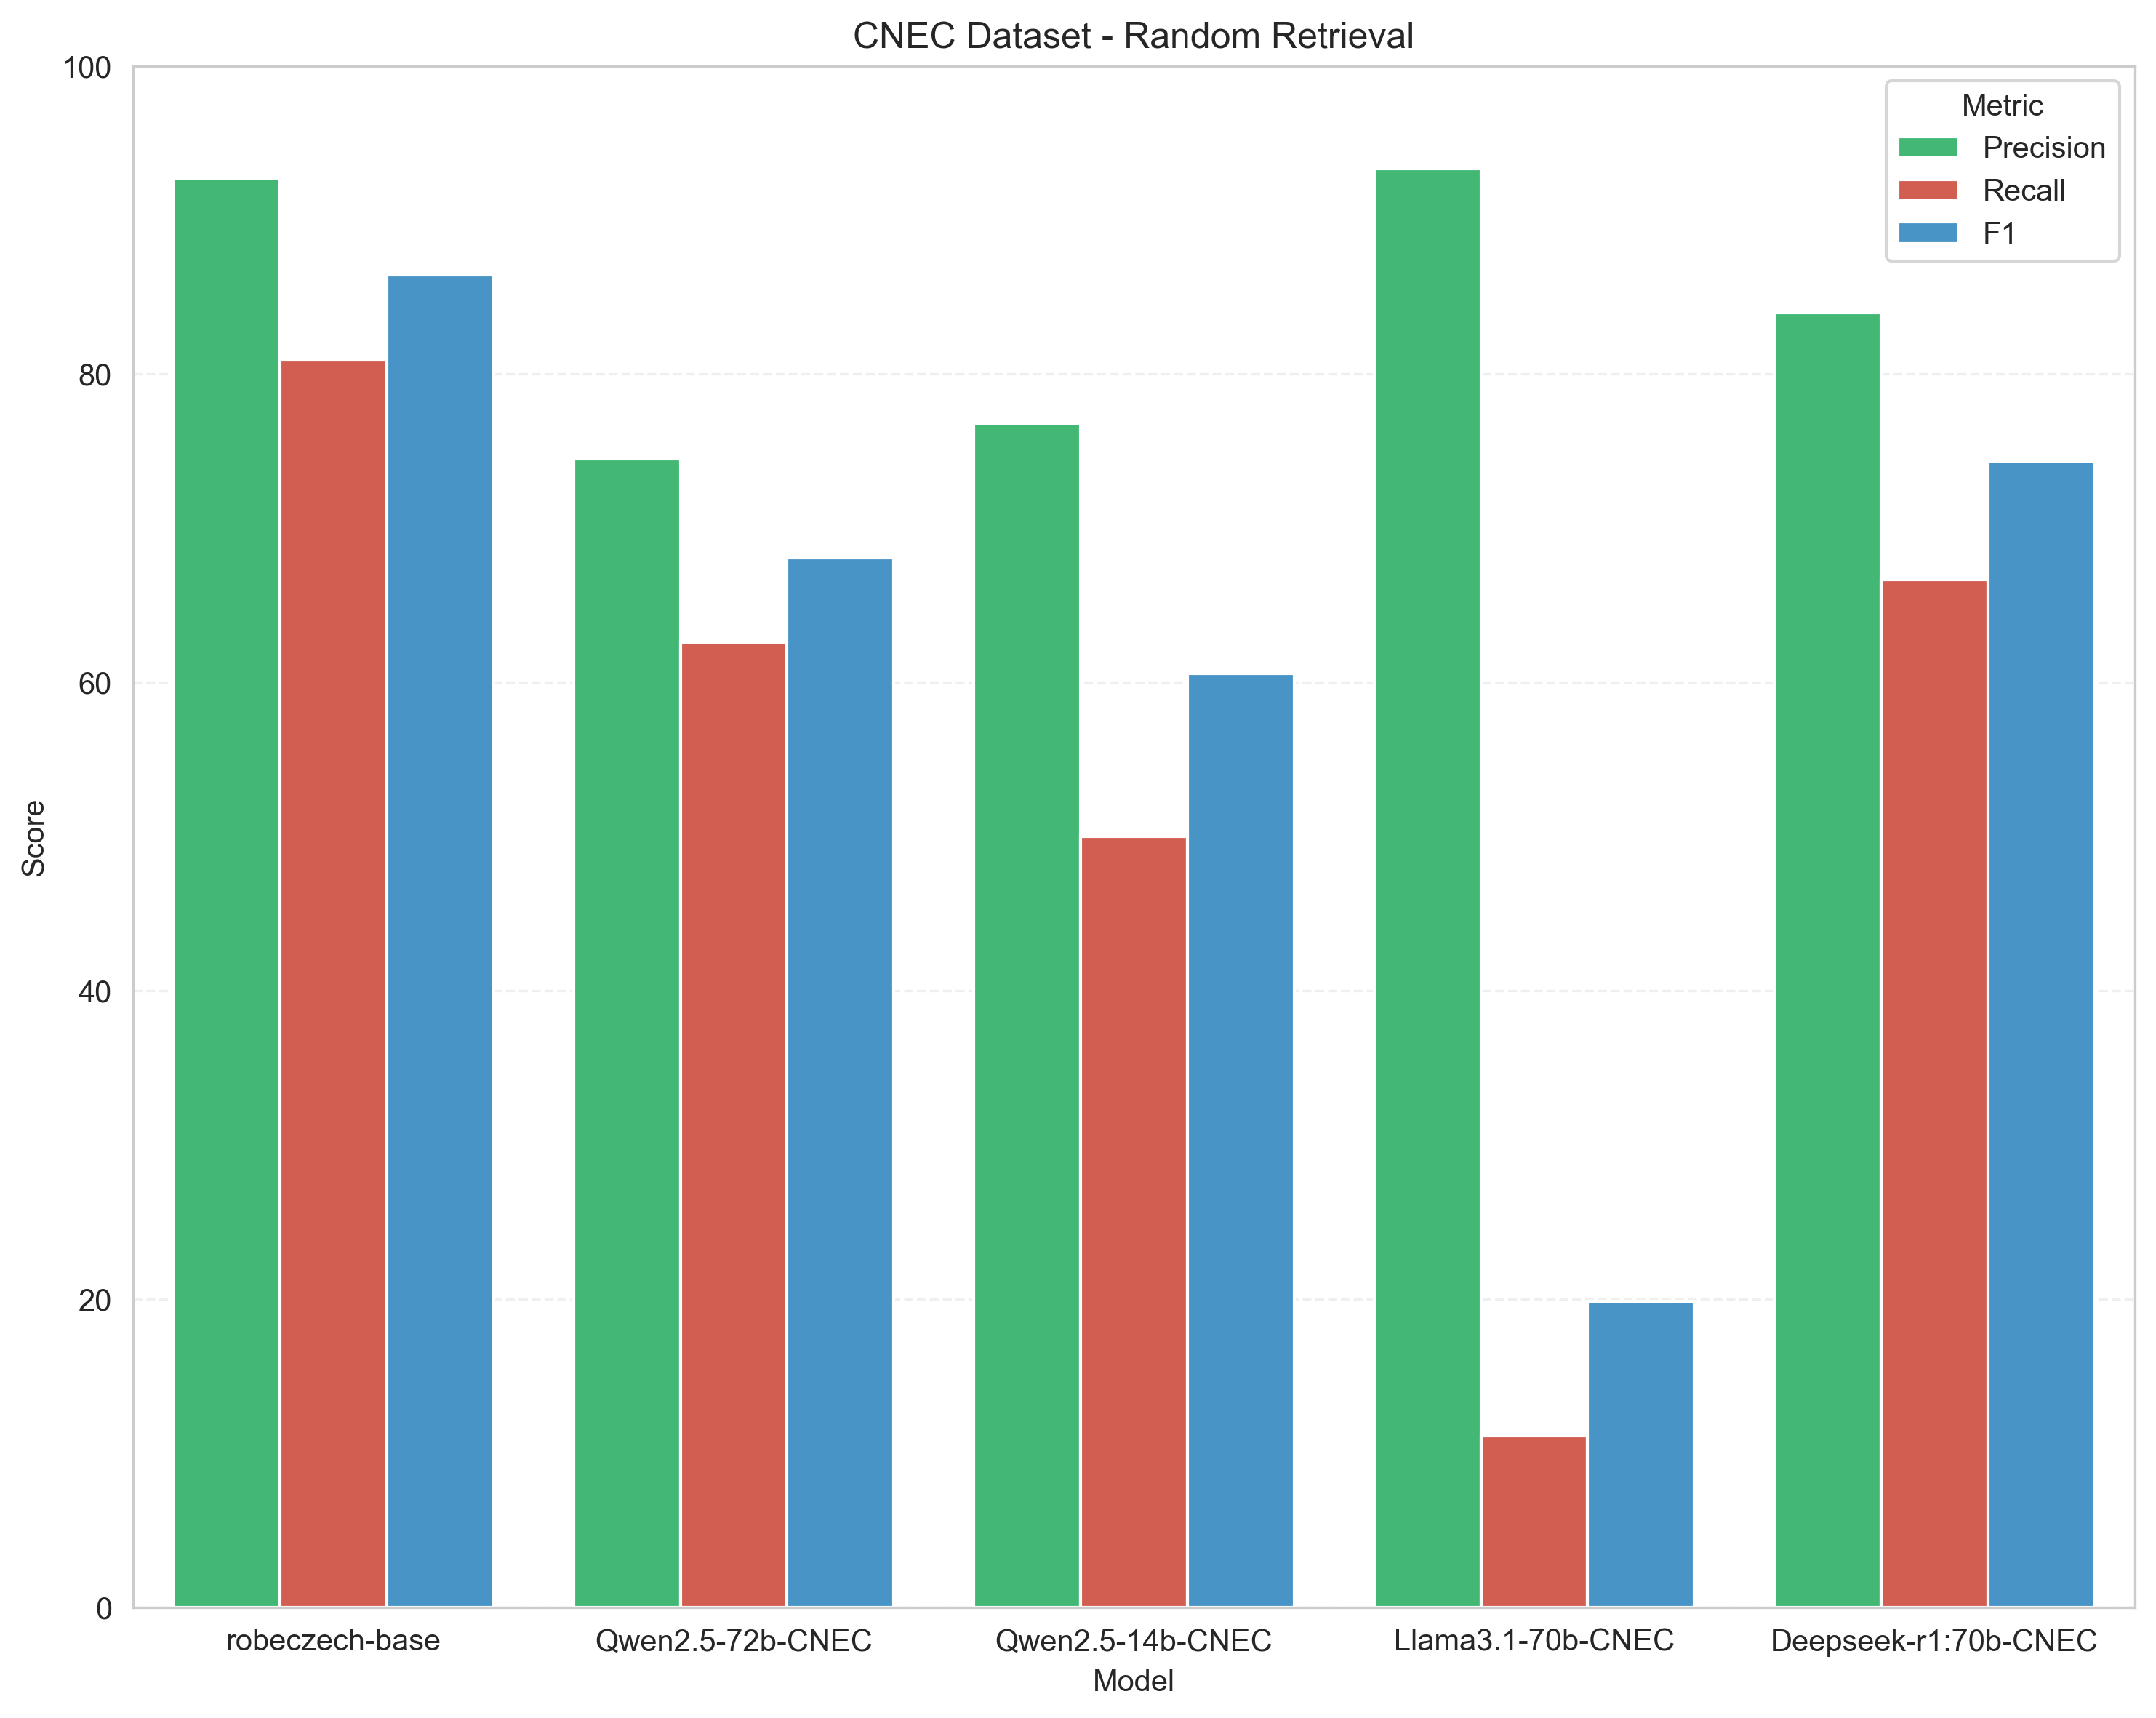 CNEC Dataset - Random Retrieval
100
80
60
40
20
0
Score
Metric
Precision
Recall
F1
robeczech-base
Qwen2.5-72b-CNEC
Qwen2.5-14b-CNEC
Llama3.1-70b-CNEC
Deepseek-r1:70b-CNEC
Model